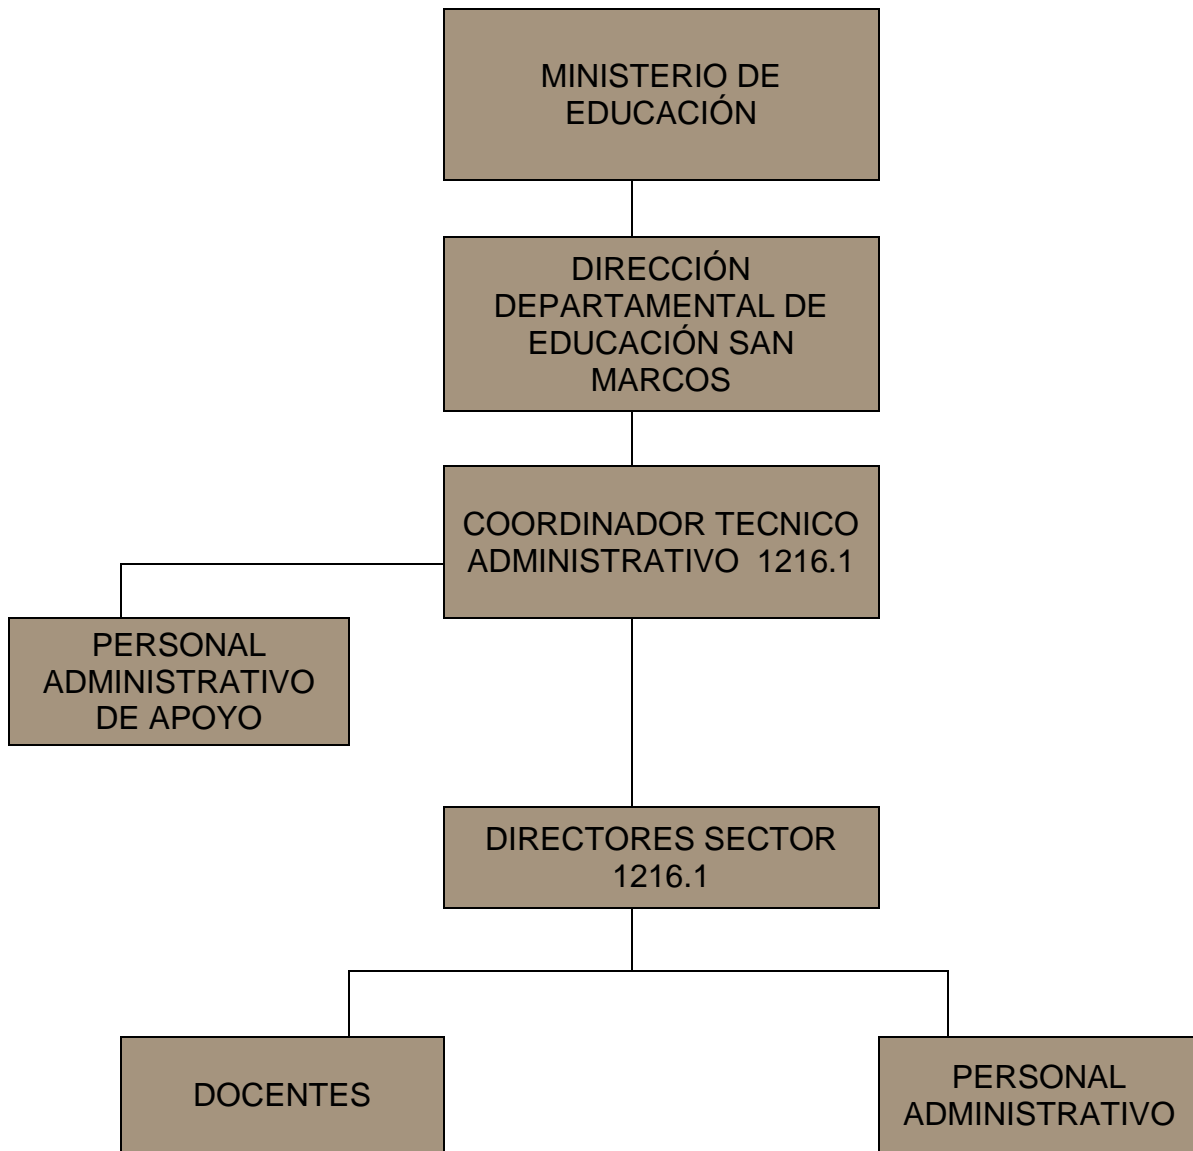 MINISTERIO DE
EDUCACIÓN
DIRECCIÓN
DEPARTAMENTAL DE
EDUCACIÓN SAN
MARCOS
COORDINADOR TECNICO
ADMINISTRATIVO 1216.1
PERSONAL
ADMINISTRATIVO
DE APOYO
DIRECTORES SECTOR
1216.1
DOCENTES
PERSONAL
ADMINISTRATIVO